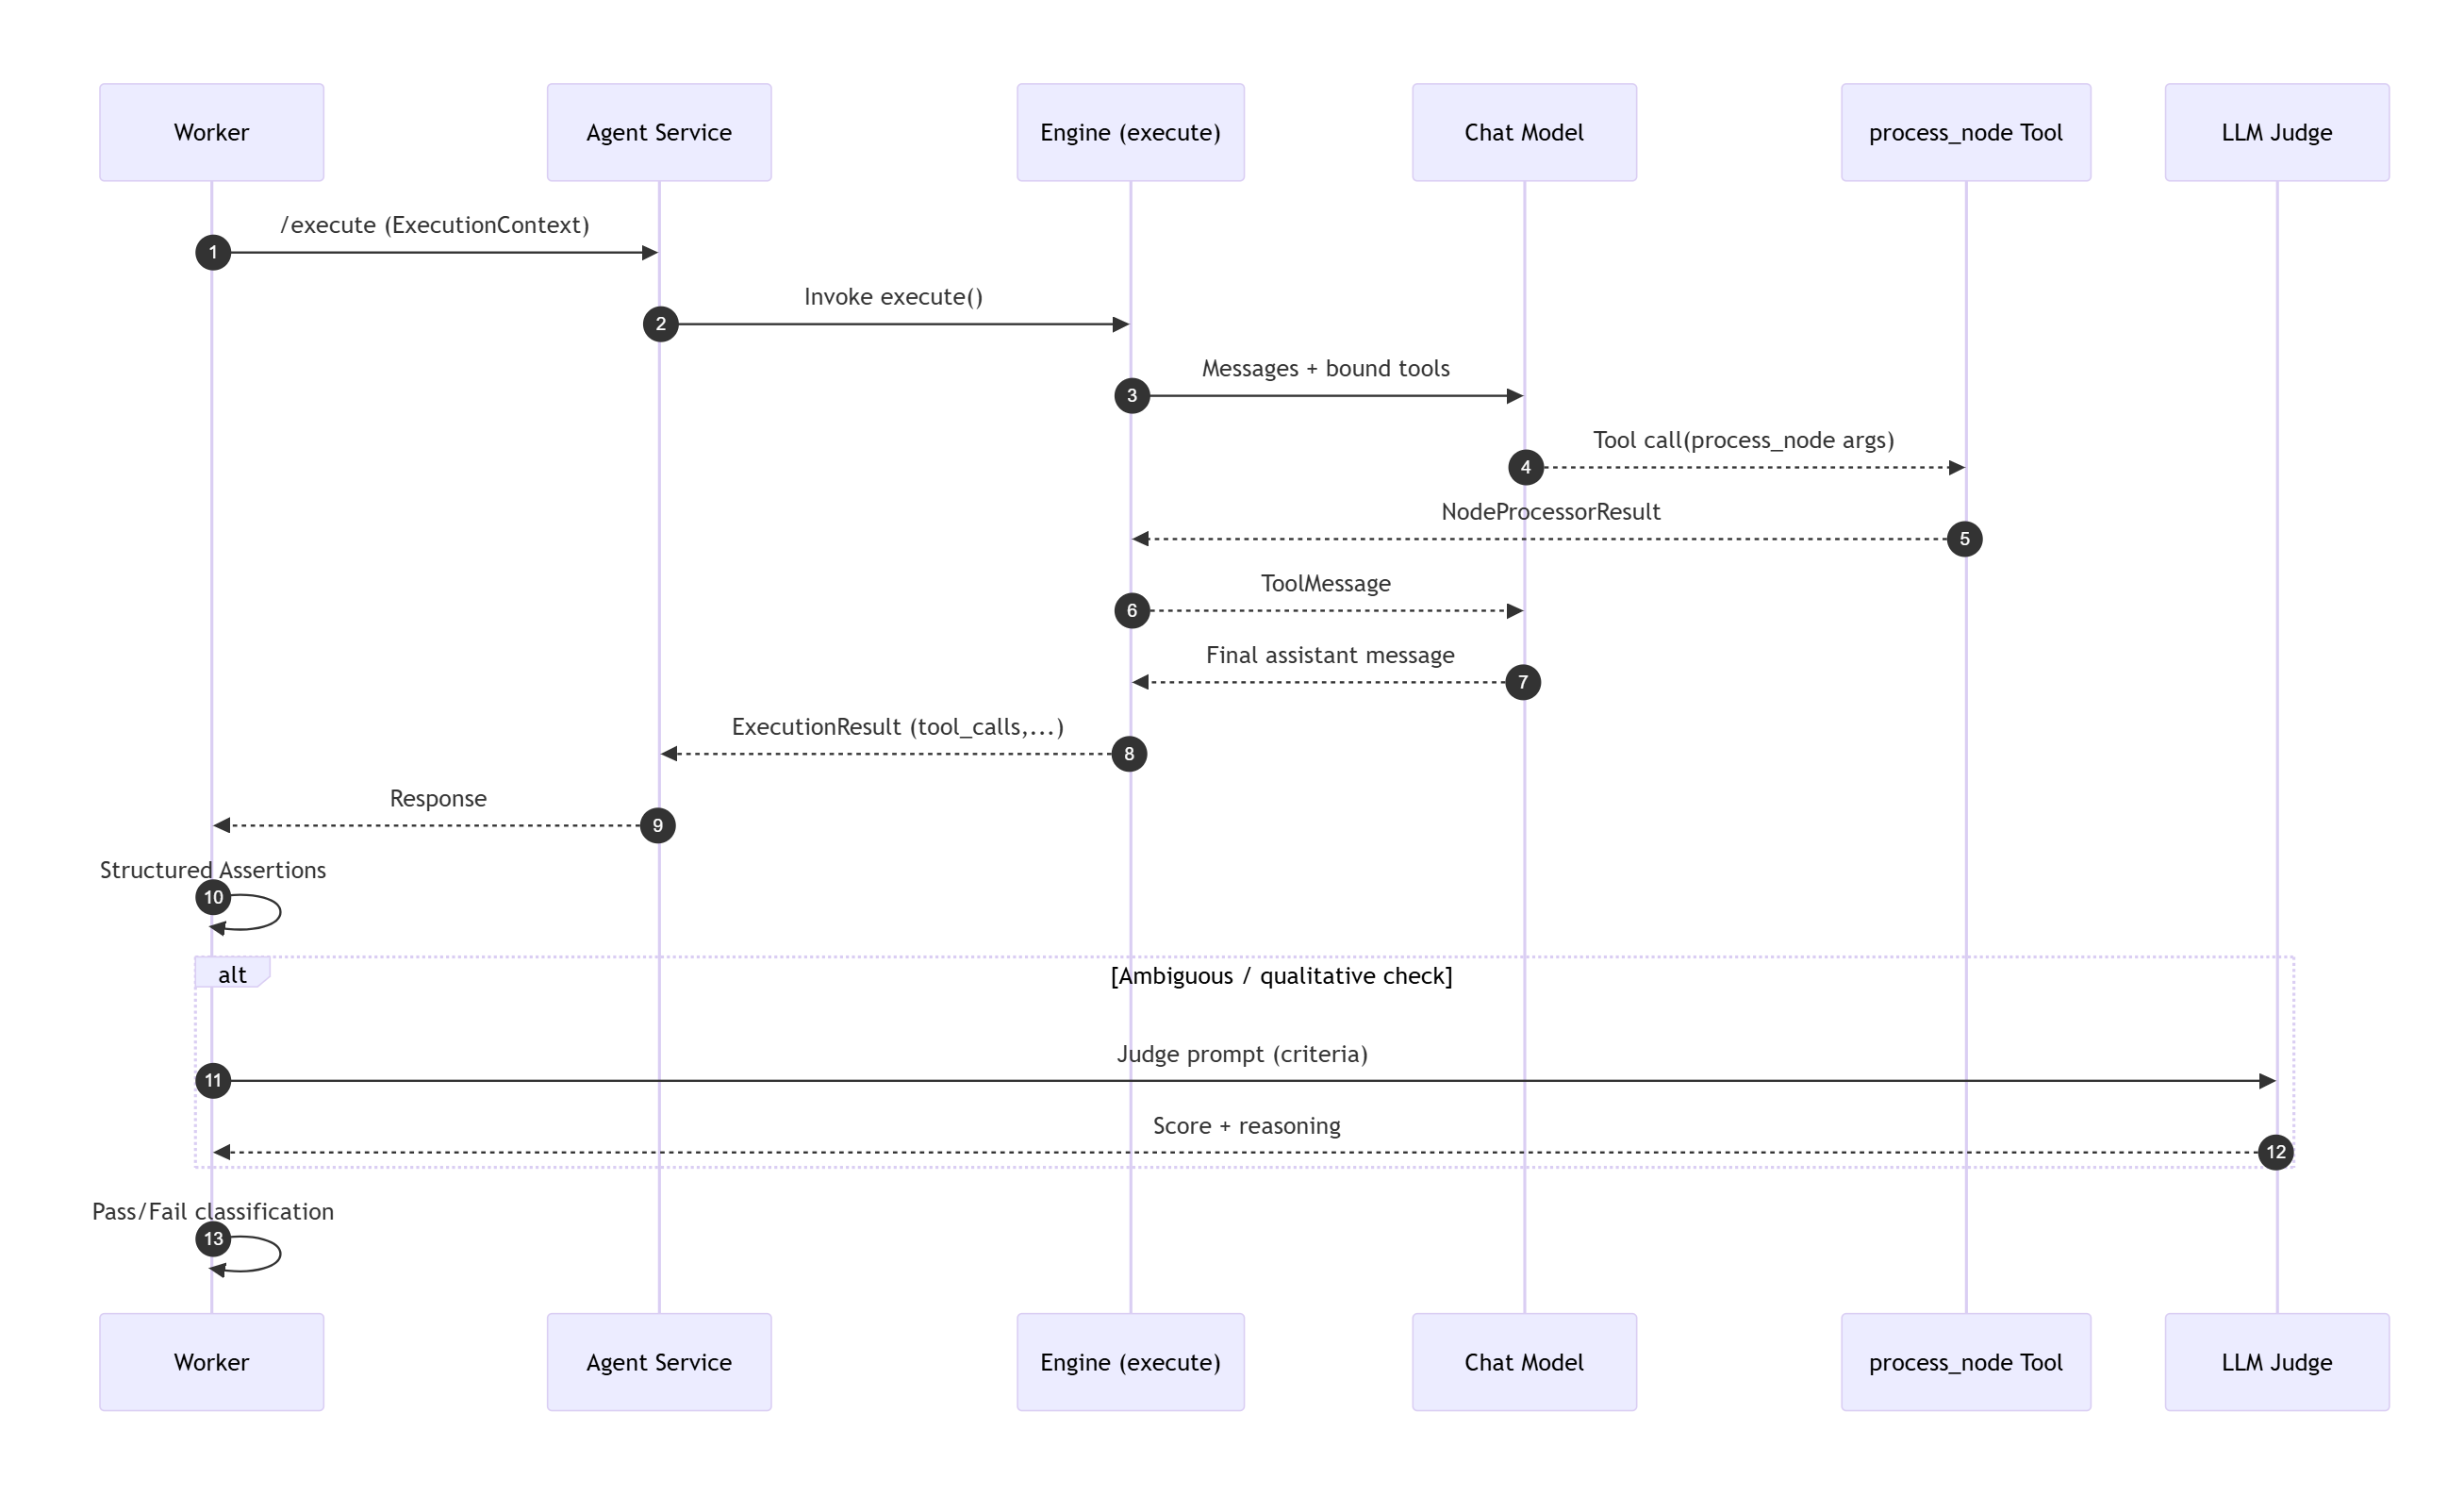 Worker
Agent Service
Engine (execute)
Chat Model
process_node Tool
LLM Judge
/execute (ExecutionContext)
1
Invoke execute()
2
Messages + bound tools
3
Tool call(process_node args)
4
NodeProcessorResult
5
ToolMessage
6
Final assistant message
7
ExecutionResult (tool_calls,...)
8
Response
9
Structured Assertions
10
alt
[Ambiguous / qualitative check]
Judge prompt (criteria)
11
Score + reasoning
12
Pass/Fail classification
13
Worker
Agent Service
Engine (execute)
Chat Model
process_node Tool
LLM Judge